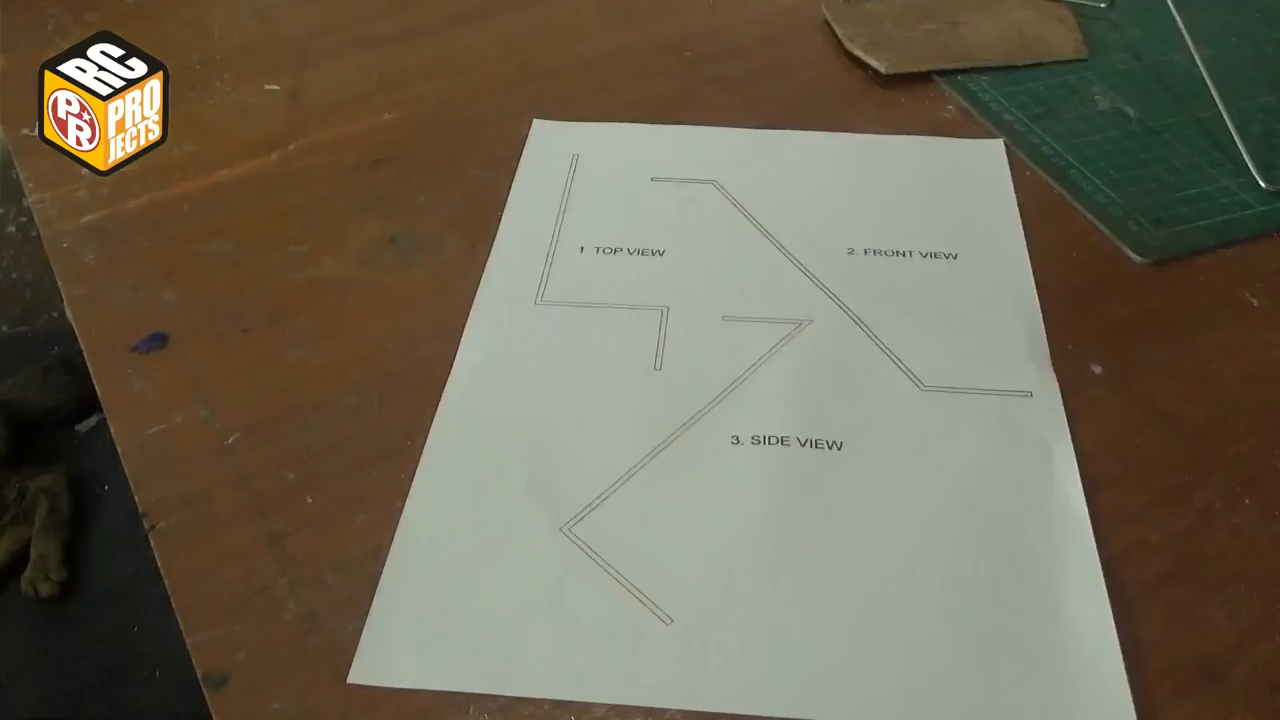 RC
PRO
JECTS
PR
1 TOP VIEW
2. FRONT VIEW
3. SIDE VIEW